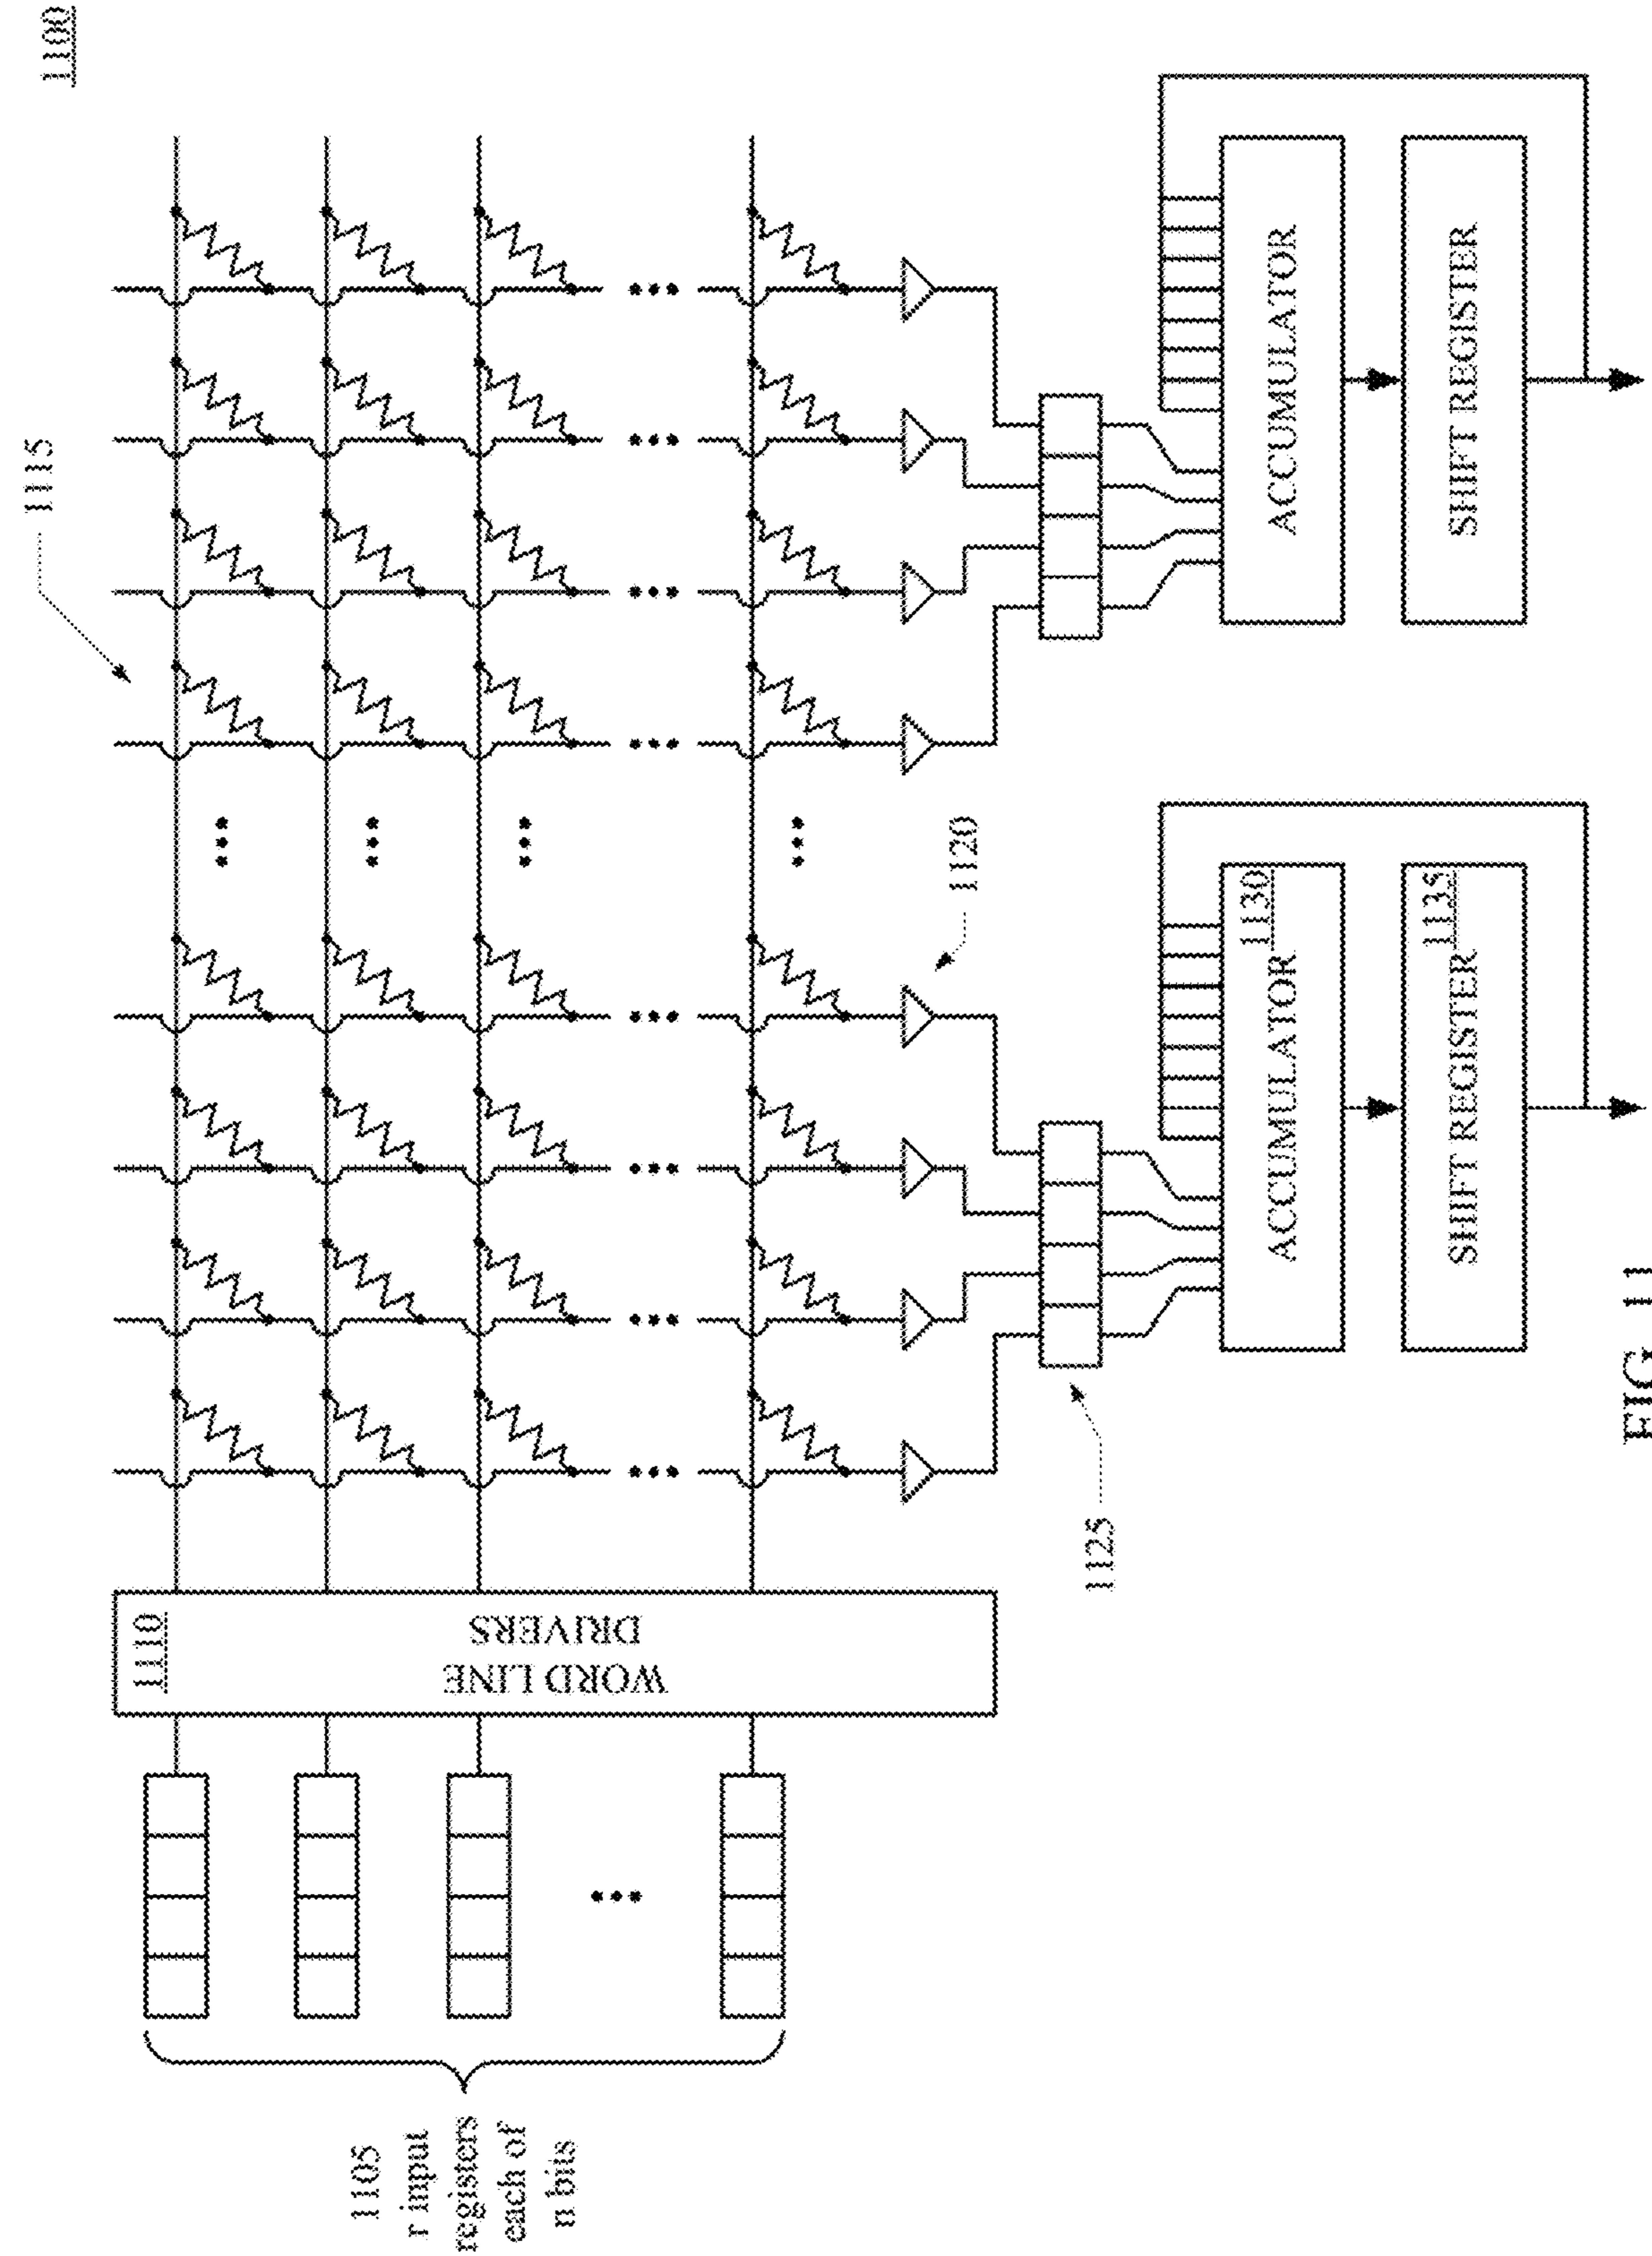 1100
1115
1105
r input
registers
each of
n bits
1110
WORD LINE
DRIVERS
1120
1125
ACCUMULATOR
1130
SHIFT REGISTER
1135
ACCUMULATOR
SHIFT REGISTER
FIG. 11